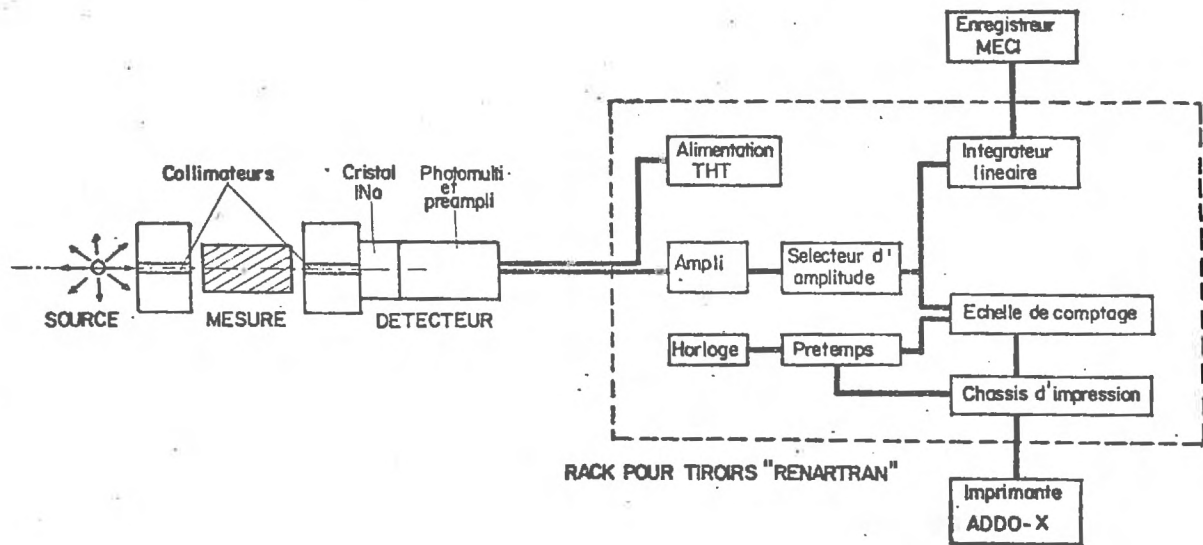 Enregistreur
MECI
Alimentation
THT
Integrateur
lineaire
Collimateurs
Cristal
INa
Photomulti
et
preampli
Ampli
Selecteur d'
amplitude
SOURCE
MESURE
DETECTEUR
Echelle de comptage
Horloge
Pretemps
Chassis d'impression
RACK POUR TIROIRS "RENARTRAN"
Imprimante
ADDO-X